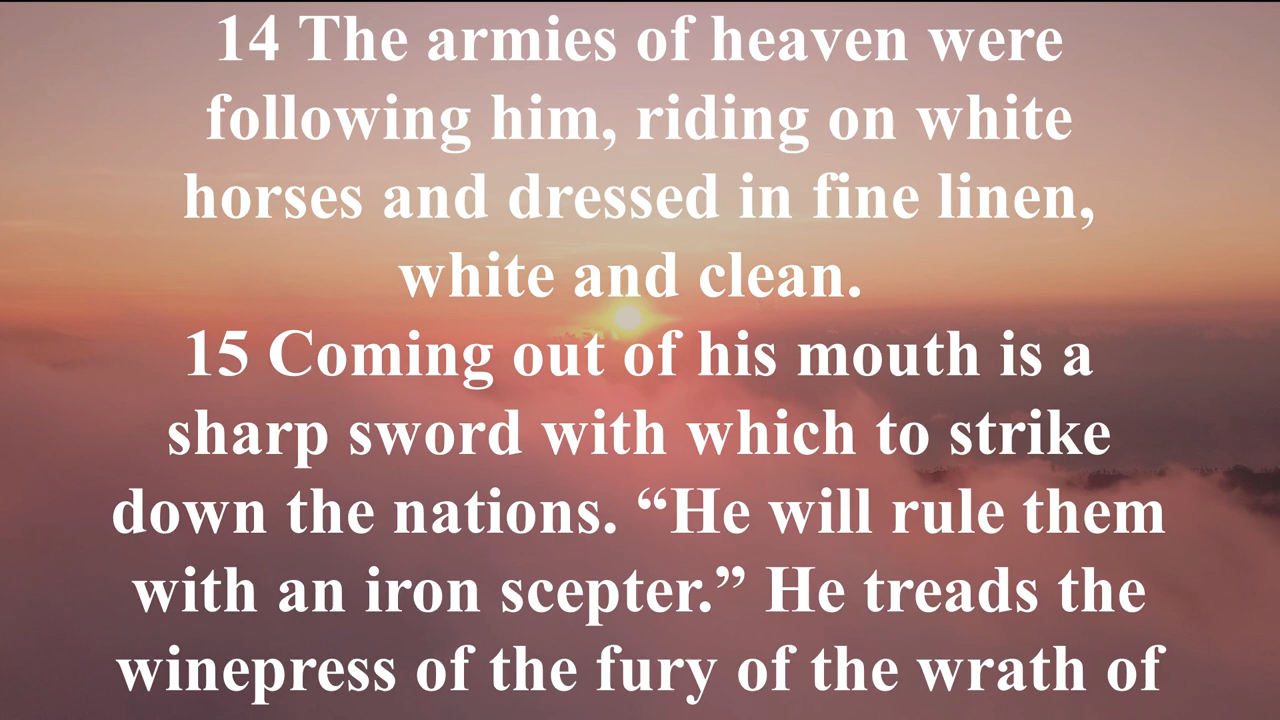 14 The armies of heaven were
following him, riding on white
horses and dressed in fine linen,
white and clean.
15 Coming out of his mouth is a
sharp sword with which to strike
down the nations. “He will rule them
with an iron scepter.” He treads the
winepress of the fury of the wrath of